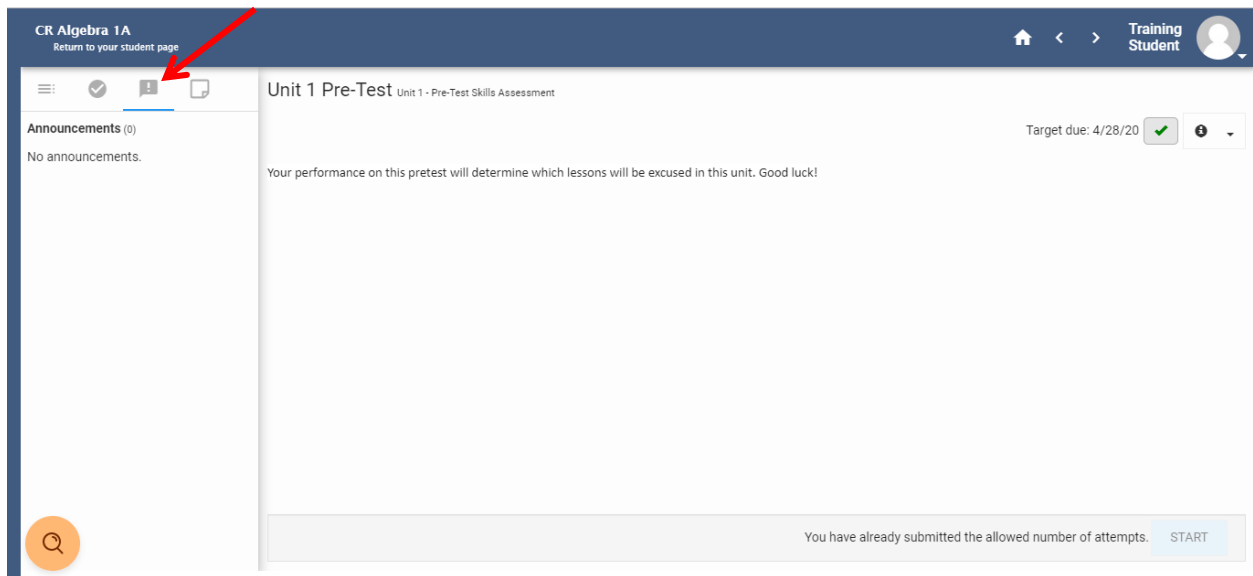 CR Algebra 1A
Return to your student page
Training
Student
Unit 1 Pre-Test Unit 1 - Pre-Test Skills Assessment
Announcements (0)
Target due: 4/28/20
No announcements.
Your performance on this pretest will determine which lessons will be excused in this unit. Good luck!
You have already submitted the allowed number of attempts. START